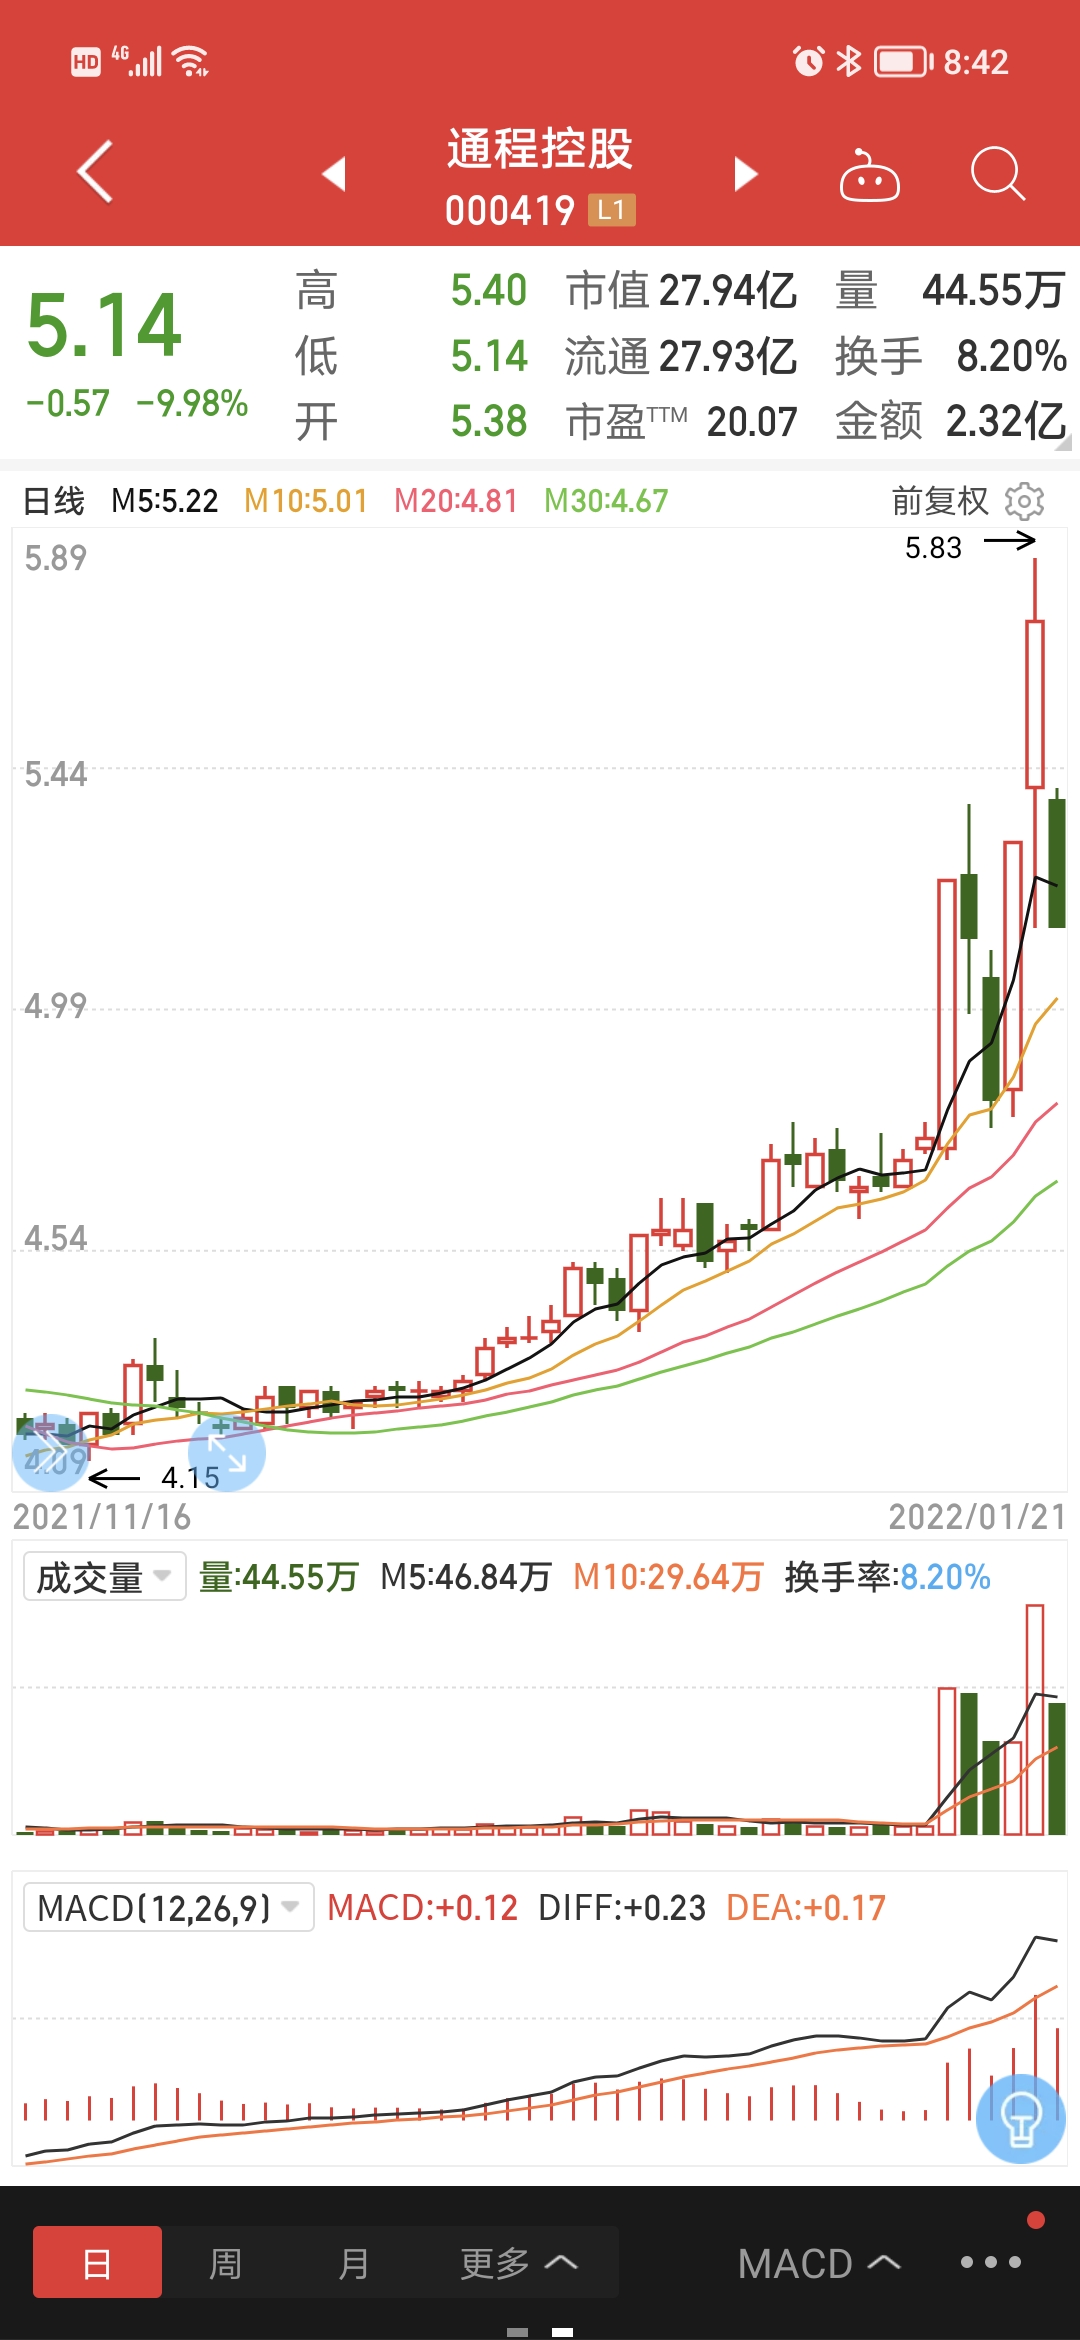 HD 4G 8:42
通程控股
000419 L1
5.14
-0.57 -9.98%
高 5.40 市值 27.94亿 量 44.55万
低 5.14 流通 27.93亿 换手 8.20%
开 5.38 市盈TTM 20.07 金额 2.32亿
日线 M5:5.22 M10:5.01 M20:4.81 M30:4.67 前复权
5.89
5.83
5.44
4.99
4.54
4.09
4.15
2021/11/16 2022/01/21
成交量 量:44.55万 M5:46.84万 M10:29.64万 换手率:8.20%
MACD(12,26,9) MACD:+0.12 DIFF:+0.23 DEA:+0.17
日 周 月 更多 MACD